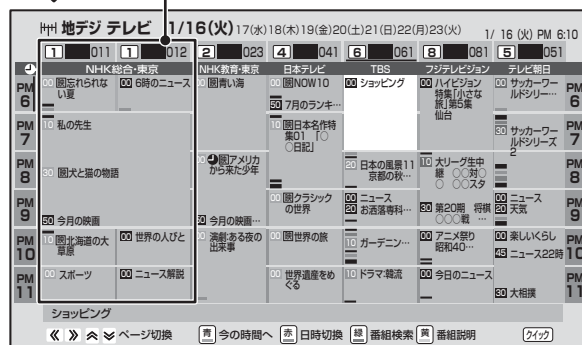 地デジ テレビ 1/16(火)17(水)18(木)19(金)20(土)21(日)22(月)23(火) 1/ 16 (火) PM 6:10
1 011 1 012 2 023 4 041 6 061 8 081 5 051
NHK総合・東京 NHK教育・東京 日本テレビ TBS フジテレビジョン テレビ朝日
PM 6
00 忘れられない夏
00 6時のニュース
00 青い海
00 NOW10
50 7月のランキ…
00 ショッピング
00 ハイビジョン特集「小さな旅」第5集 仙台
00 サッカーワールドシリー…
PM 6
PM 7
10 私の先生
10 日本名作特集01 「○○日記」
30 サッカーワールドシリーズ2
PM 7
PM 8
30 犬と猫の物語
00 アメリカから来た少年
20 日本の風景11 京都の秋…
10 大リーグ生中継 ○○対○○ ○○スタ
PM 8
PM 9
50 今月の映画
30 今月の映画…
00 クラシックの世界
00 ニュース
20 お洒落専科…
30 第20期 将棋○○○戦 …
00 ニュース
20 天気
PM 9
PM 10
10 北海道の大草原
00 世界の人びと
00 演劇:ある夜の出来事
00 世界の旅
10 ガーデニン…
00 アニメ祭り 昭和40…
00 楽しいくらし
45 ニュース22時
PM 10
PM 11
00 スポーツ
00 ニュース解説
00 世界遺産をめぐる
10 ドラマ:韓流
00 今日のニュース
30 大相撲
PM 11
ショッピング
ページ切換 青 今の時間へ 赤 日時切換 緑 番組検索 黄 番組説明 クイック